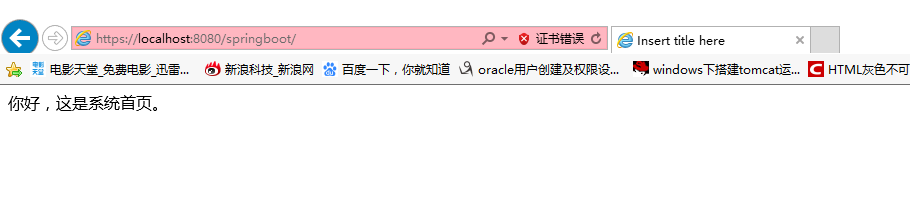 https://localhost:8080/springboot/ 证书错误 Insert title here
电影天堂_免费电影_迅雷... 新浪科技_新浪网 百度一下，你就知道 oracle用户创建及权限设... windows下搭建tomcat运... HTML灰色不可
你好，这是系统首页。